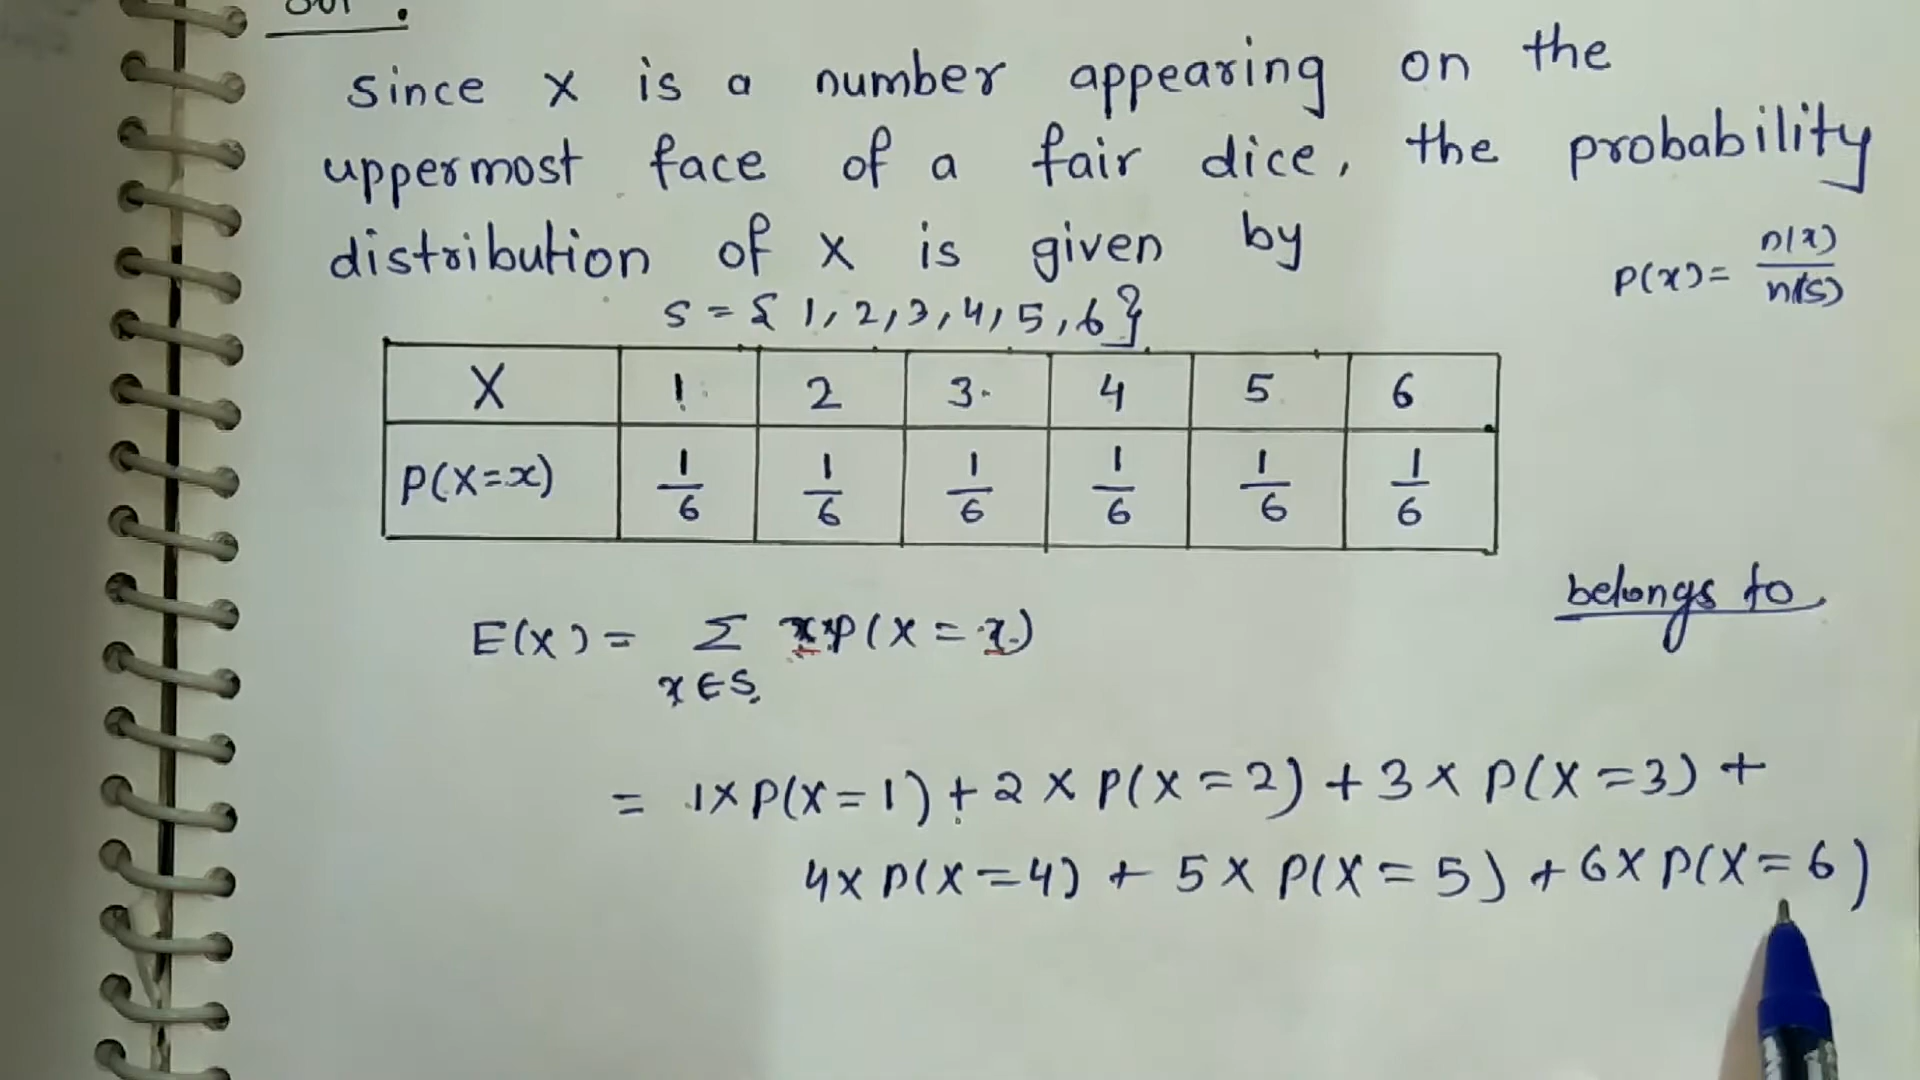 Sol :
since x is a number appearing on the
uppermost face of a fair dice, the probability
distribution of x is given by
P(x)= n(x)/n(S)
S = { 1, 2, 3, 4, 5, 6 }
X 1 2 3 4 5 6
P(X=x) 1/6 1/6 1/6 1/6 1/6 1/6
belongs to
E(X) = Σ x×P(X = x)
x∈S
= 1×P(X=1) + 2 × P(X=2) + 3 × P(X=3) +
4× P(X=4) + 5 × P(X = 5) + 6× P(X=6)